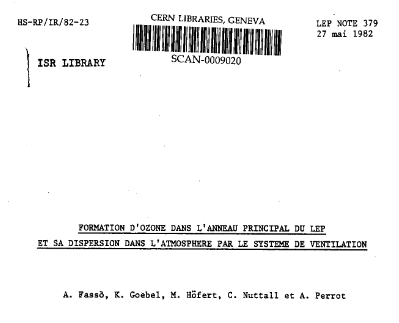 HS-RP/IR/82-23
CERN LIBRARIES, GENEVA
LEP NOTE 379
27 mai 1982
SCAN-0009020
ISR LIBRARY
FORMATION D'OZONE DANS L'ANNEAU PRINCIPAL DU LEP
ET SA DISPERSION DANS L'ATMOSPHERE PAR LE SYSTEME DE VENTILATION
A. Fassò, K. Goebel, M. Höfert, C. Nuttall et A. Perrot